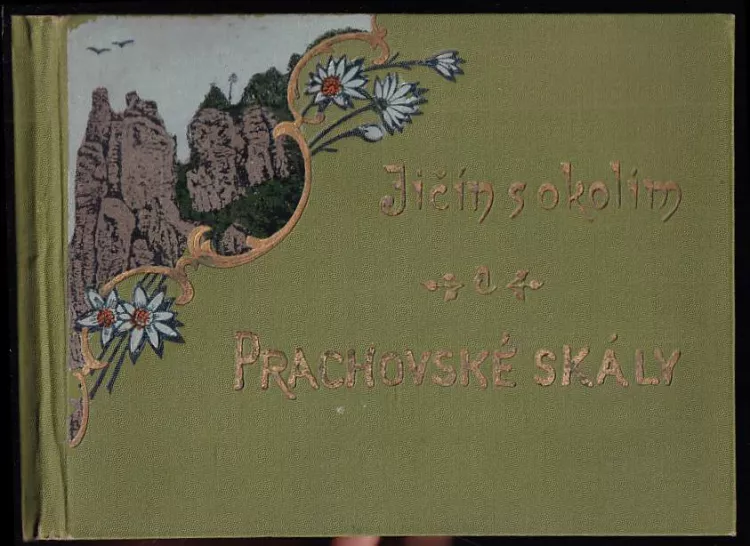 Jičín s okolím
a
PRACHOVSKÉ SKÁLY